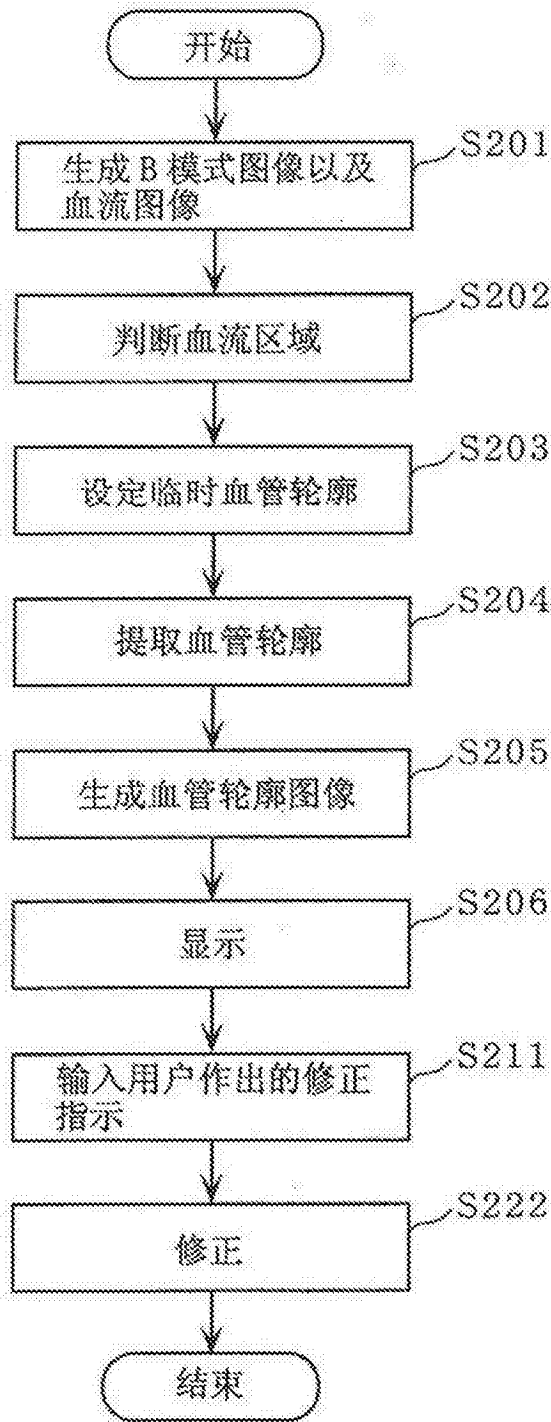 开始
S201
生成B模式图像以及
血流图像
S202
判断血流区域
S203
设定临时血管轮廓
S204
提取血管轮廓
S205
生成血管轮廓图像
S206
显示
S211
输入用户作出的修正
指示
S222
修正
结束